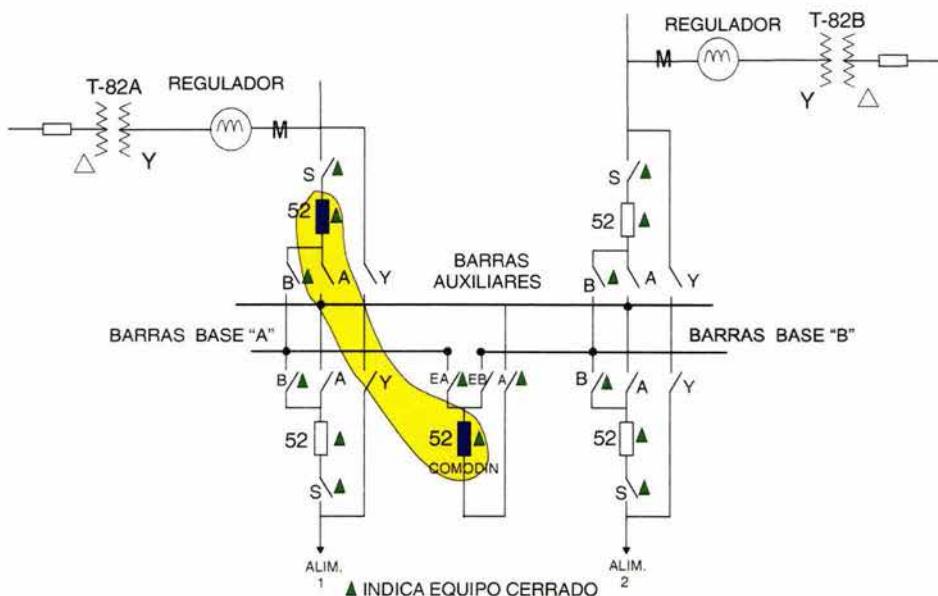 REGULADOR
T-82B
M
Y
T-82A
REGULADOR
M
Y
S
S
52
52
B
A
Y
BARRAS
AUXILIARES
B
A
Y
BARRAS BASE "A"
BARRAS BASE "B"
B
A
Y
EA
EB
A
B
A
Y
52
52
COMODIN
52
S
S
ALIM.
1
ALIM.
2
INDICA EQUIPO CERRADO